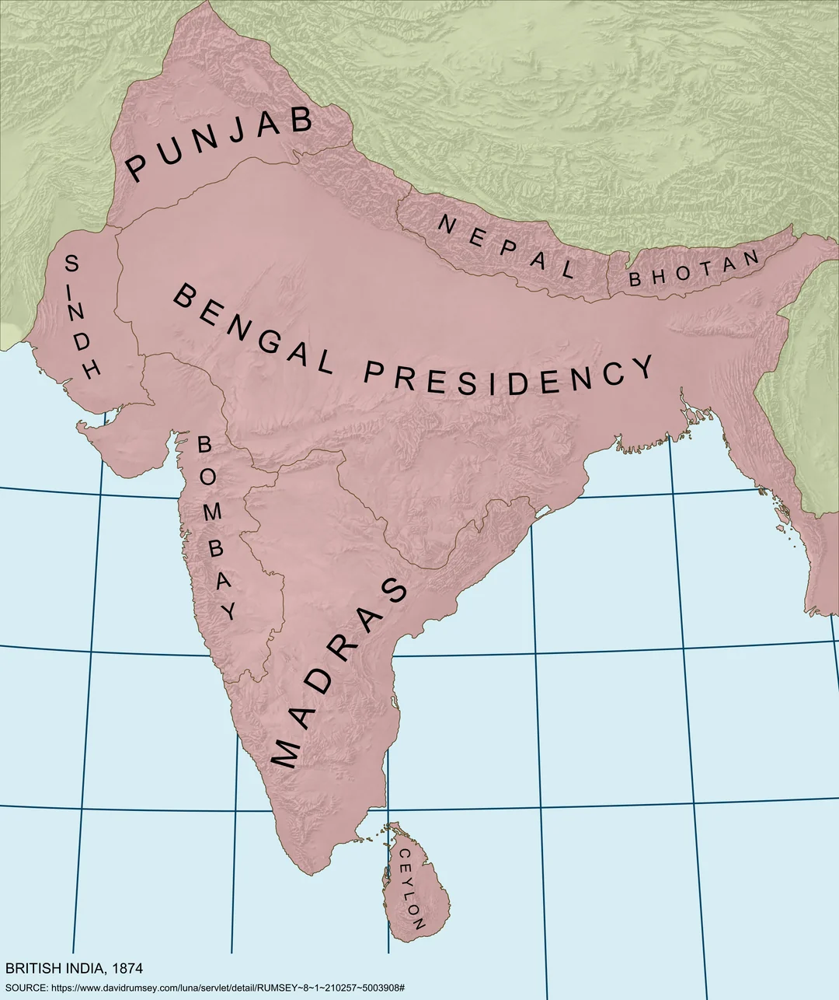 PUNJAB
NEPAL
BHOTAN
SINDH
BENGAL PRESIDENCY
BOMBAY
MADRAS
CEYLON
BRITISH INDIA, 1874
SOURCE: https://www.davidrumsey.com/luna/servlet/detail/RUMSEY~8~1~210257~5003908#